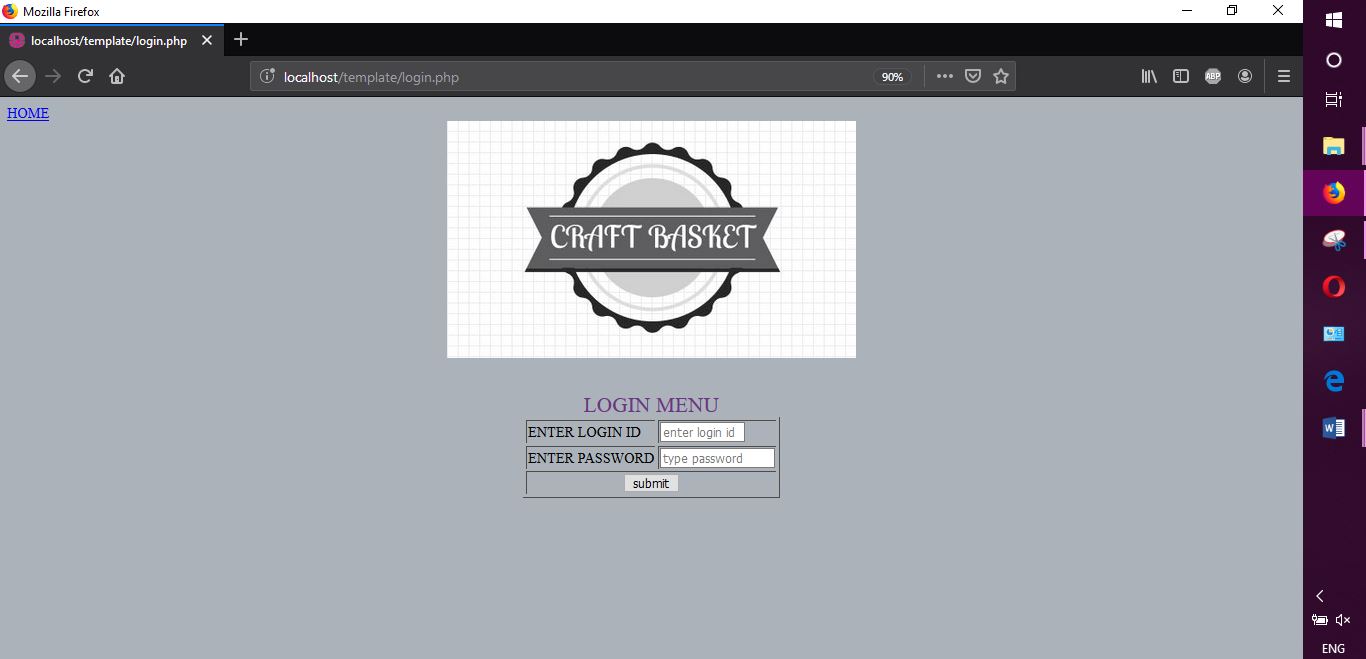 Mozilla Firefox
localhost/template/login.php
localhost/template/login.php 90%
ABP
HOME
CRAFT BASKET
LOGIN MENU
ENTER LOGIN ID enter login id
ENTER PASSWORD type password
submit
W
ENG